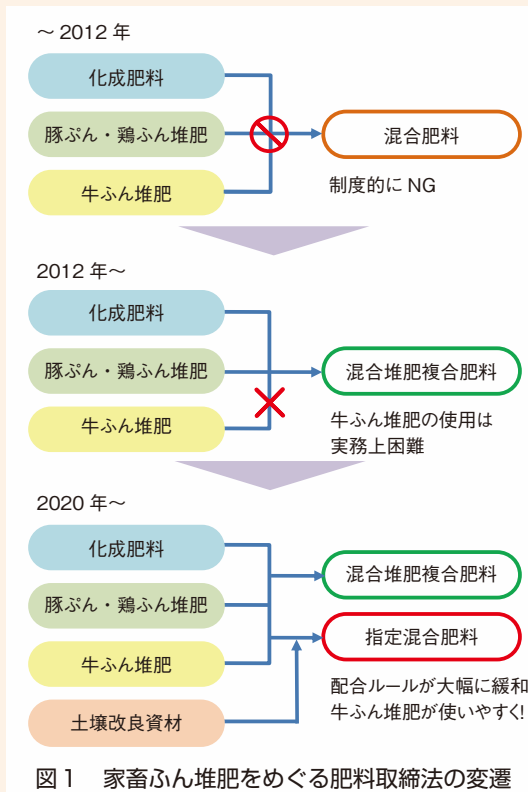 ～ 2012 年
化成肥料
豚ぷん・鶏ふん堆肥
混合肥料
牛ふん堆肥
制度的に NG
2012 年～
化成肥料
豚ぷん・鶏ふん堆肥
混合堆肥複合肥料
牛ふん堆肥
牛ふん堆肥の使用は
実務上困難
2020 年～
化成肥料
混合堆肥複合肥料
豚ぷん・鶏ふん堆肥
指定混合肥料
牛ふん堆肥
配合ルールが大幅に緩和
牛ふん堆肥が使いやすく!
土壌改良資材
図1 家畜ふん堆肥をめぐる肥料取締法の変遷